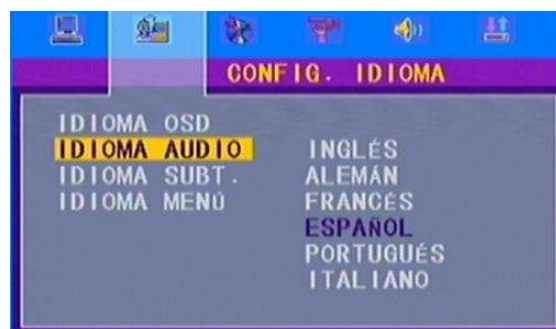 CONFIG. IDIOMA
IDIOMA OSD
IDIOMA AUDIO
IDIOMA SUBT.
IDIOMA MENÚ
INGLÉS
ALEMÁN
FRANCÉS
ESPAÑOL
PORTUGUÉS
ITALIANO